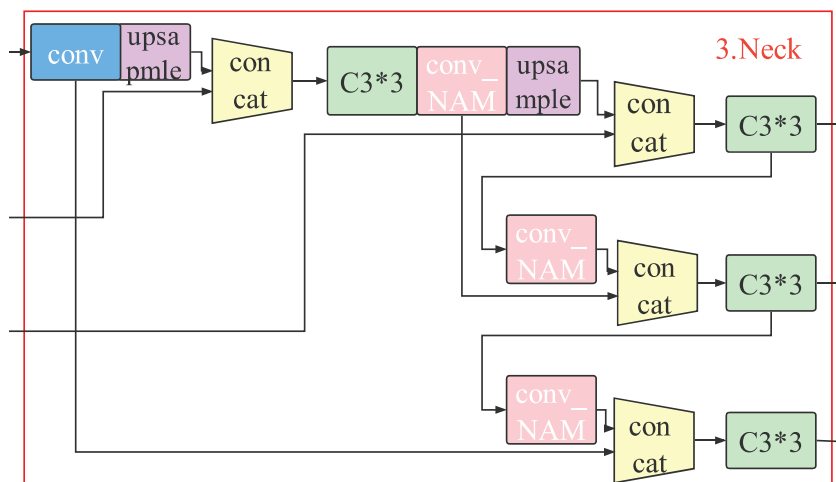 3.Neck
conv
upsa
pmle
con
cat
C3*3
conv_
NAM
upsa
mple
con
cat
C3*3
conv_
NAM
con
cat
C3*3
conv_
NAM
con
cat
C3*3